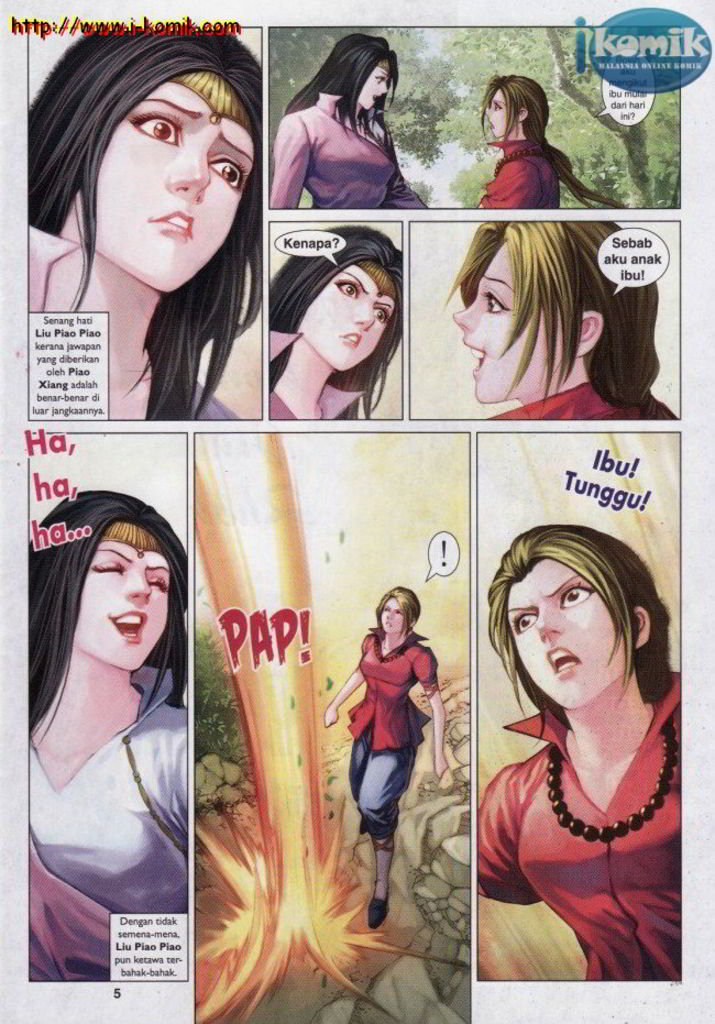 http://www.i-komik.com
ikomik
MALAYSIA ONLINE KOMIK
aku
mengikut
ibu mulai
dari hari
ini?
Senang hati
Liu Piao Piao
kerana jawapan
yang diberikan
oleh Piao
Xiang adalah
benar-benar di
luar jangkaannya.
Kenapa?
Sebab
aku anak
ibu!
Ha,
ha,
ha...
Dengan tidak
semena-mena,
Liu Piao Piao
pun ketawa ter-
bahak-bahak.
PAP!
!
Ibu!
Tunggu!
5